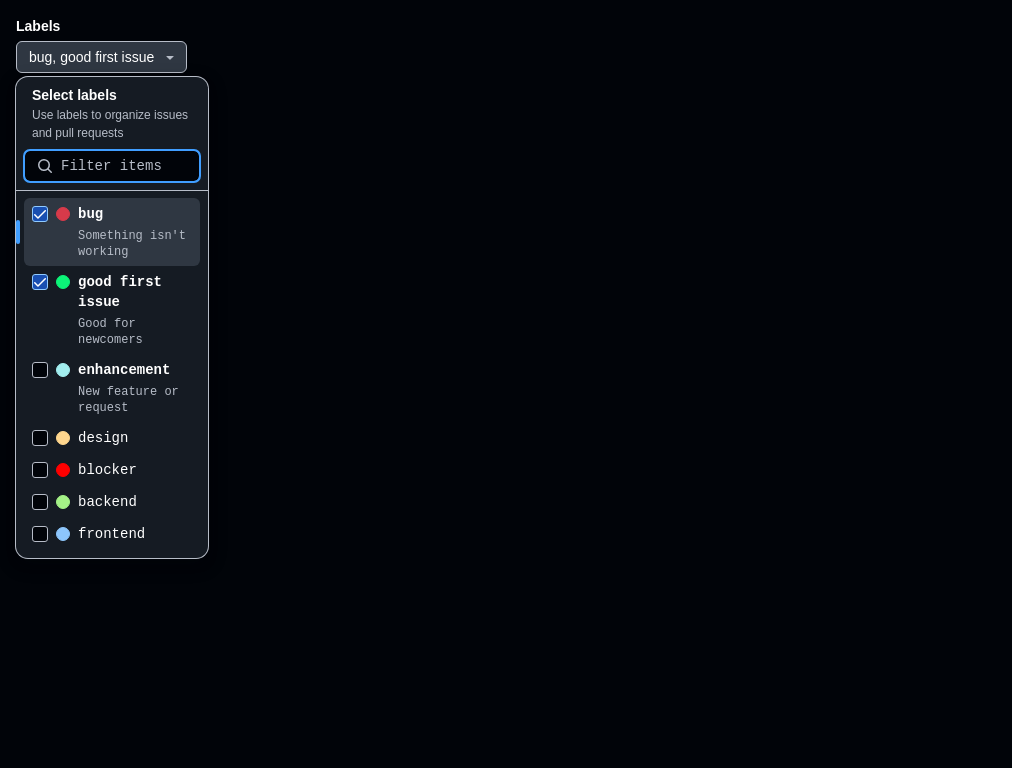 Labels
bug, good first issue
Select labels
Use labels to organize issues
and pull requests
Filter items
bug
Something isn't
working
good first
issue
Good for
newcomers
enhancement
New feature or
request
design
blocker
backend
frontend